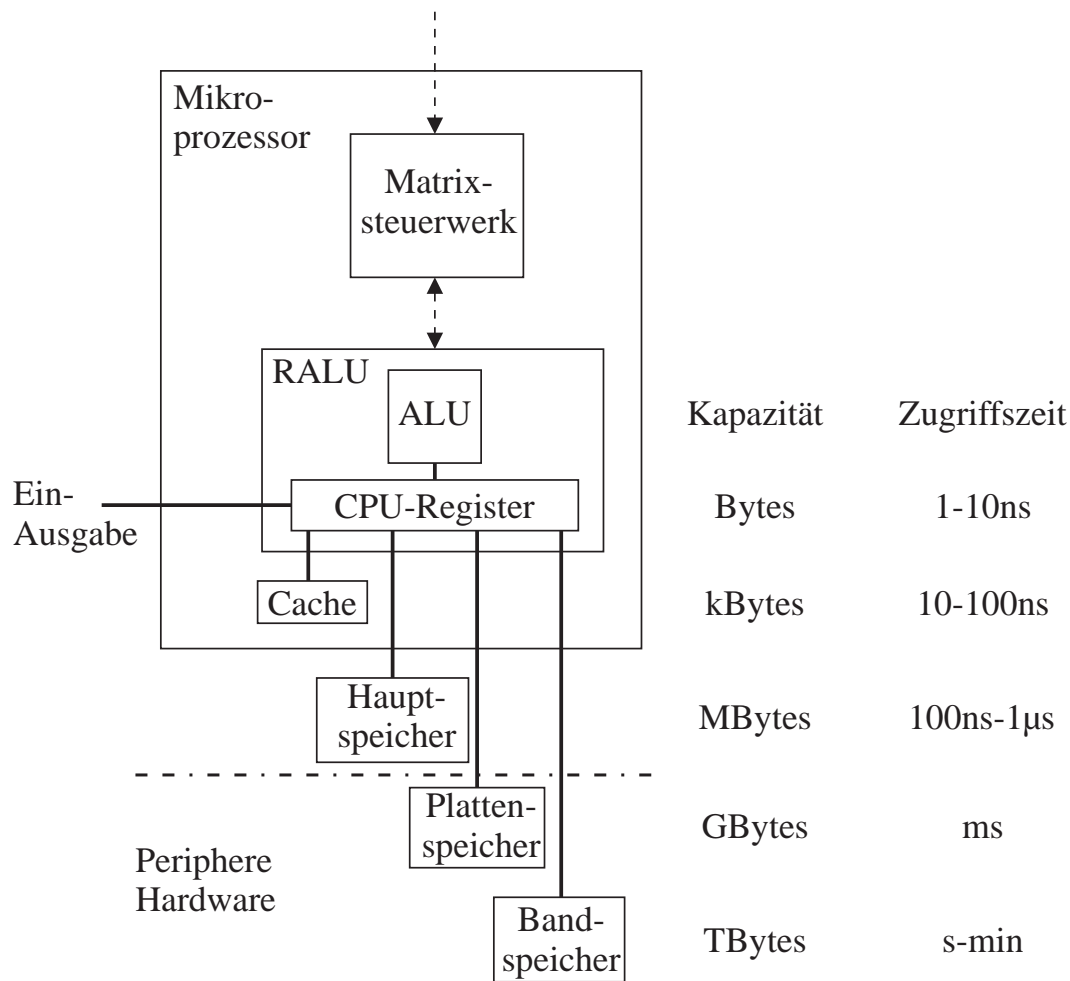 Mikro-
prozessor
Matrix-
steuerwerk
RALU
ALU
Kapazität Zugriffszeit
Ein-
Ausgabe
CPU-Register
Bytes 1-10ns
Cache
kBytes 10-100ns
Haupt-
speicher
MBytes 100ns-1µs
Platten-
speicher
GBytes ms
Periphere
Hardware
Band-
speicher
TBytes s-min